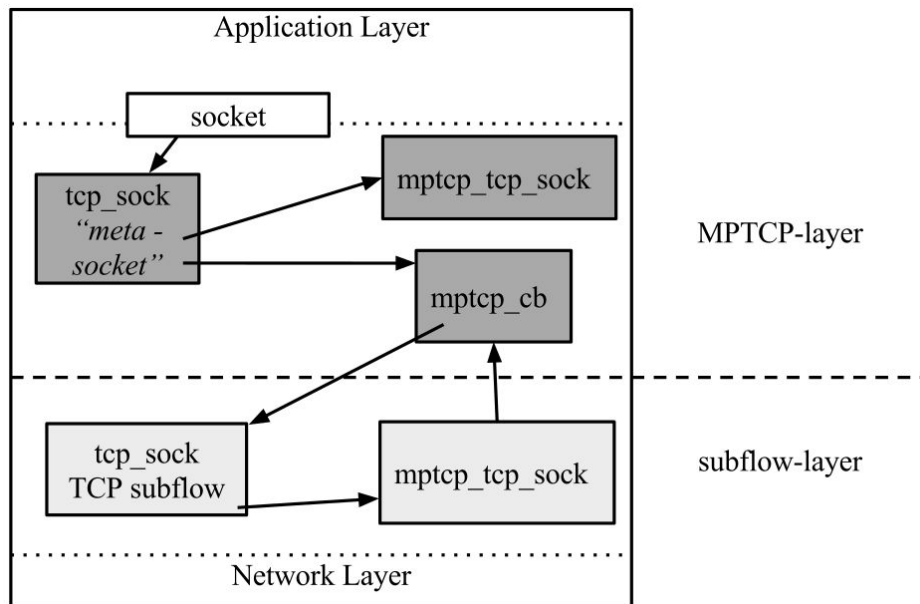 Application Layer
socket
tcp_sock
“meta -
socket”
mptcp_tcp_sock
mptcp_cb
MPTCP-layer
tcp_sock
TCP subflow
mptcp_tcp_sock
subflow-layer
Network Layer